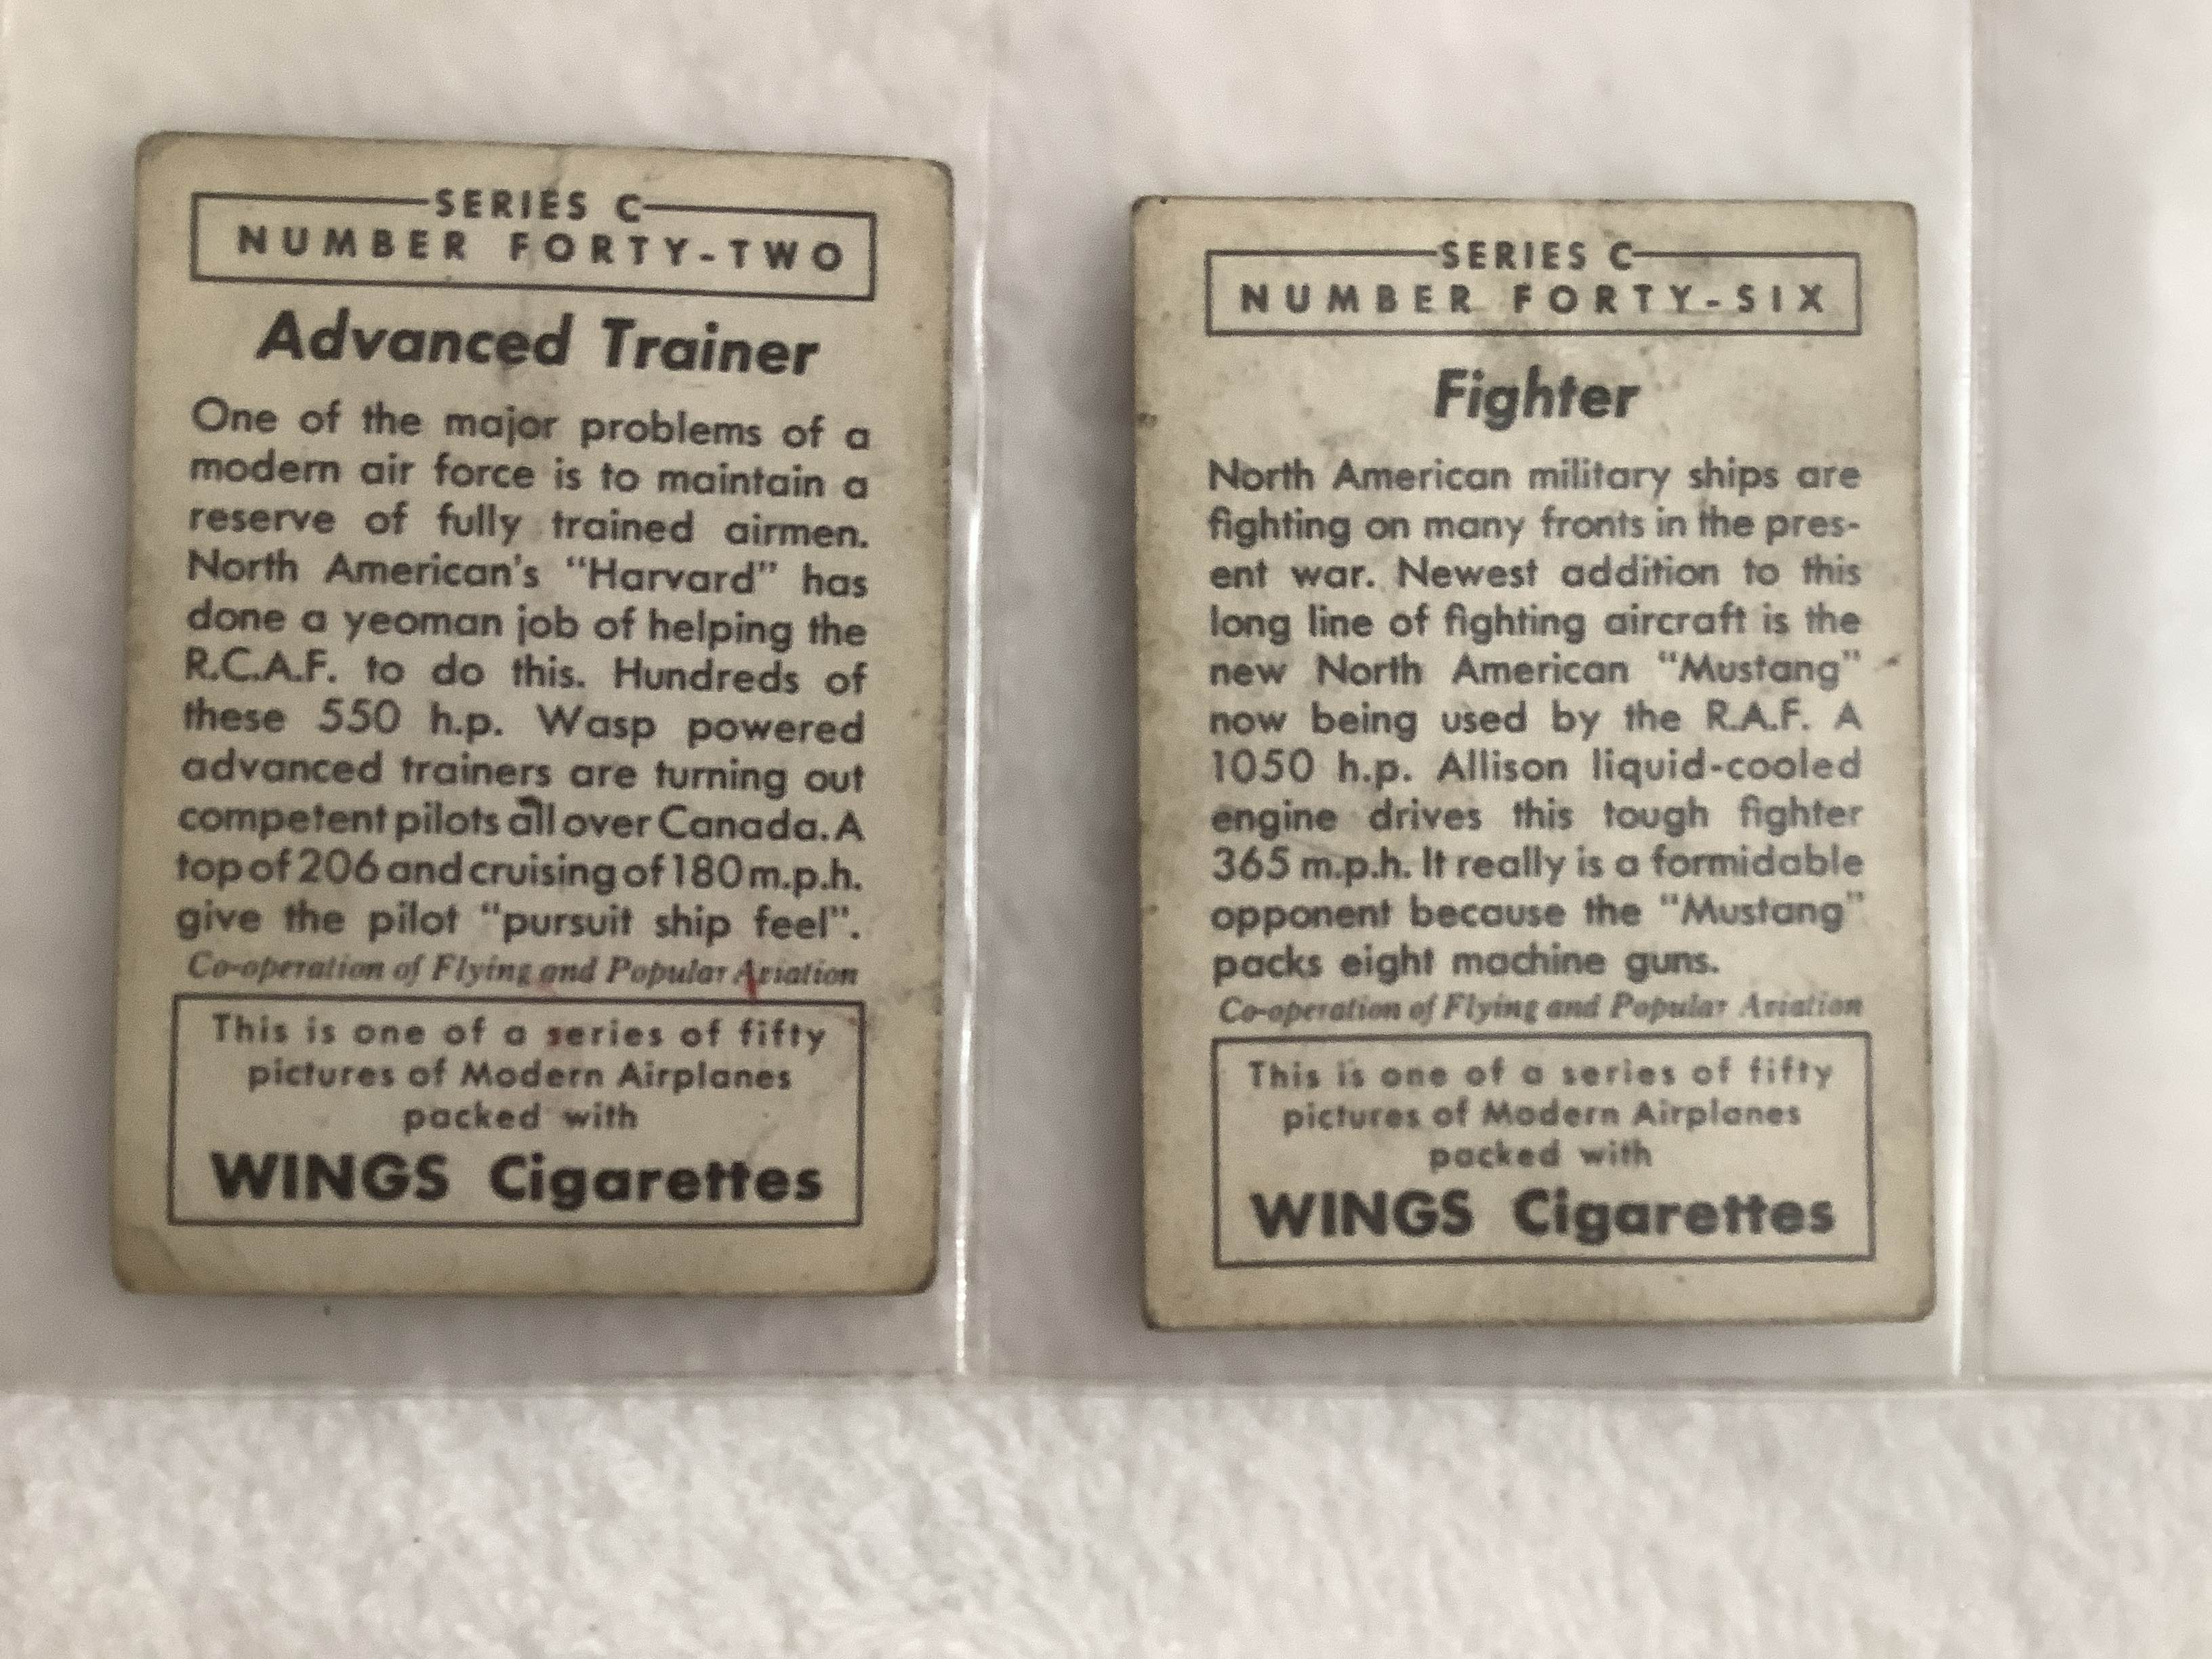 SERIES C
NUMBER FORTY-TWO
Advanced Trainer
One of the major problems of a
modern air force is to maintain a
reserve of fully trained airmen.
North American's "Harvard" has
done a yeoman job of helping the
R.C.A.F. to do this. Hundreds of
these 550 h.p. Wasp powered
advanced trainers are turning out
competent pilots all over Canada. A
top of 206 and cruising of 180 m.p.h.
give the pilot "pursuit ship feel".
Co-operation of Flying and Popular Aviation
This is one of a series of fifty
pictures of Modern Airplanes
packed with
WINGS Cigarettes
SERIES C
NUMBER FORTY-SIX
Fighter
North American military ships are
fighting on many fronts in the pres-
ent war. Newest addition to this
long line of fighting aircraft is the
new North American "Mustang"
now being used by the R.A.F. A
1050 h.p. Allison liquid-cooled
engine drives this tough fighter
365 m.p.h. It really is a formidable
opponent because the "Mustang"
packs eight machine guns.
Co-operation of Flying and Popular Aviation
This is one of a series of fifty
pictures of Modern Airplanes
packed with
WINGS Cigarettes